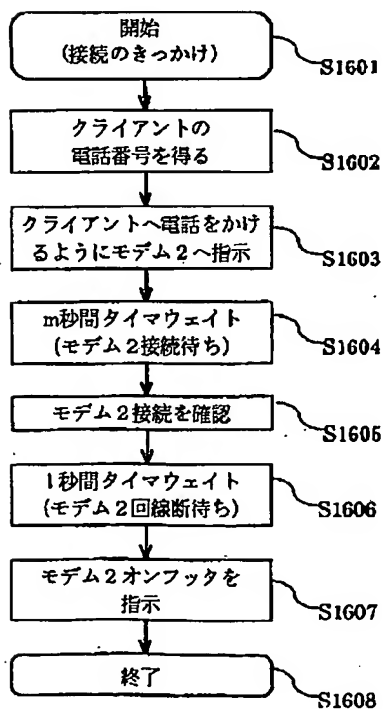 開始
(接続のきっかけ)
S1601
クライアントの
電話番号を得る
S1602
クライアントへ電話をかけ
るようにモデム2へ指示
S1603
m秒間タイマウェイト
(モデム2接続待ち)
S1604
モデム2接続を確認
S1605
1秒間タイマウェイト
(モデム2回線断待ち)
S1606
モデム2オンフッタを
指示
S1607
終了
S1608